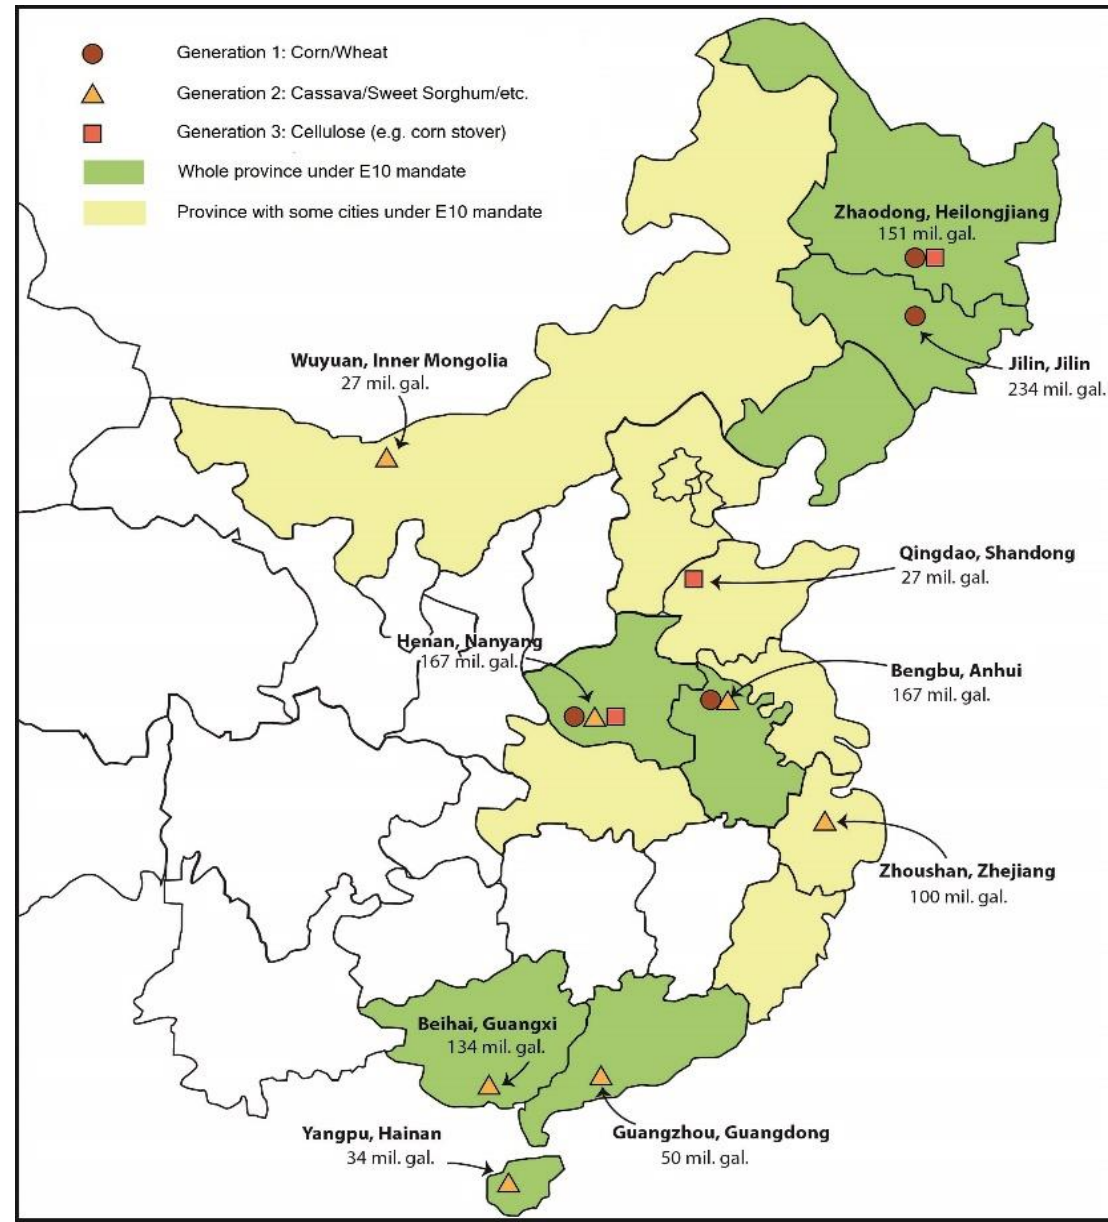 Generation 1: Corn/Wheat
Generation 2: Cassava/Sweet Sorghum/etc.
Generation 3: Cellulose (e.g. corn stover)
Whole province under E10 mandate
Province with some cities under E10 mandate
Zhaodong, Heilongjiang
151 mil. gal.
Wuyuan, Inner Mongolia
27 mil. gal.
Jilin, Jilin
234 mil. gal.
Qingdao, Shandong
27 mil. gal.
Henan, Nanyang
167 mil. gal.
Bengbu, Anhui
167 mil. gal.
Zhoushan, Zhejiang
100 mil. gal.
Beihai, Guangxi
134 mil. gal.
Yangpu, Hainan
34 mil. gal.
Guangzhou, Guangdong
50 mil. gal.